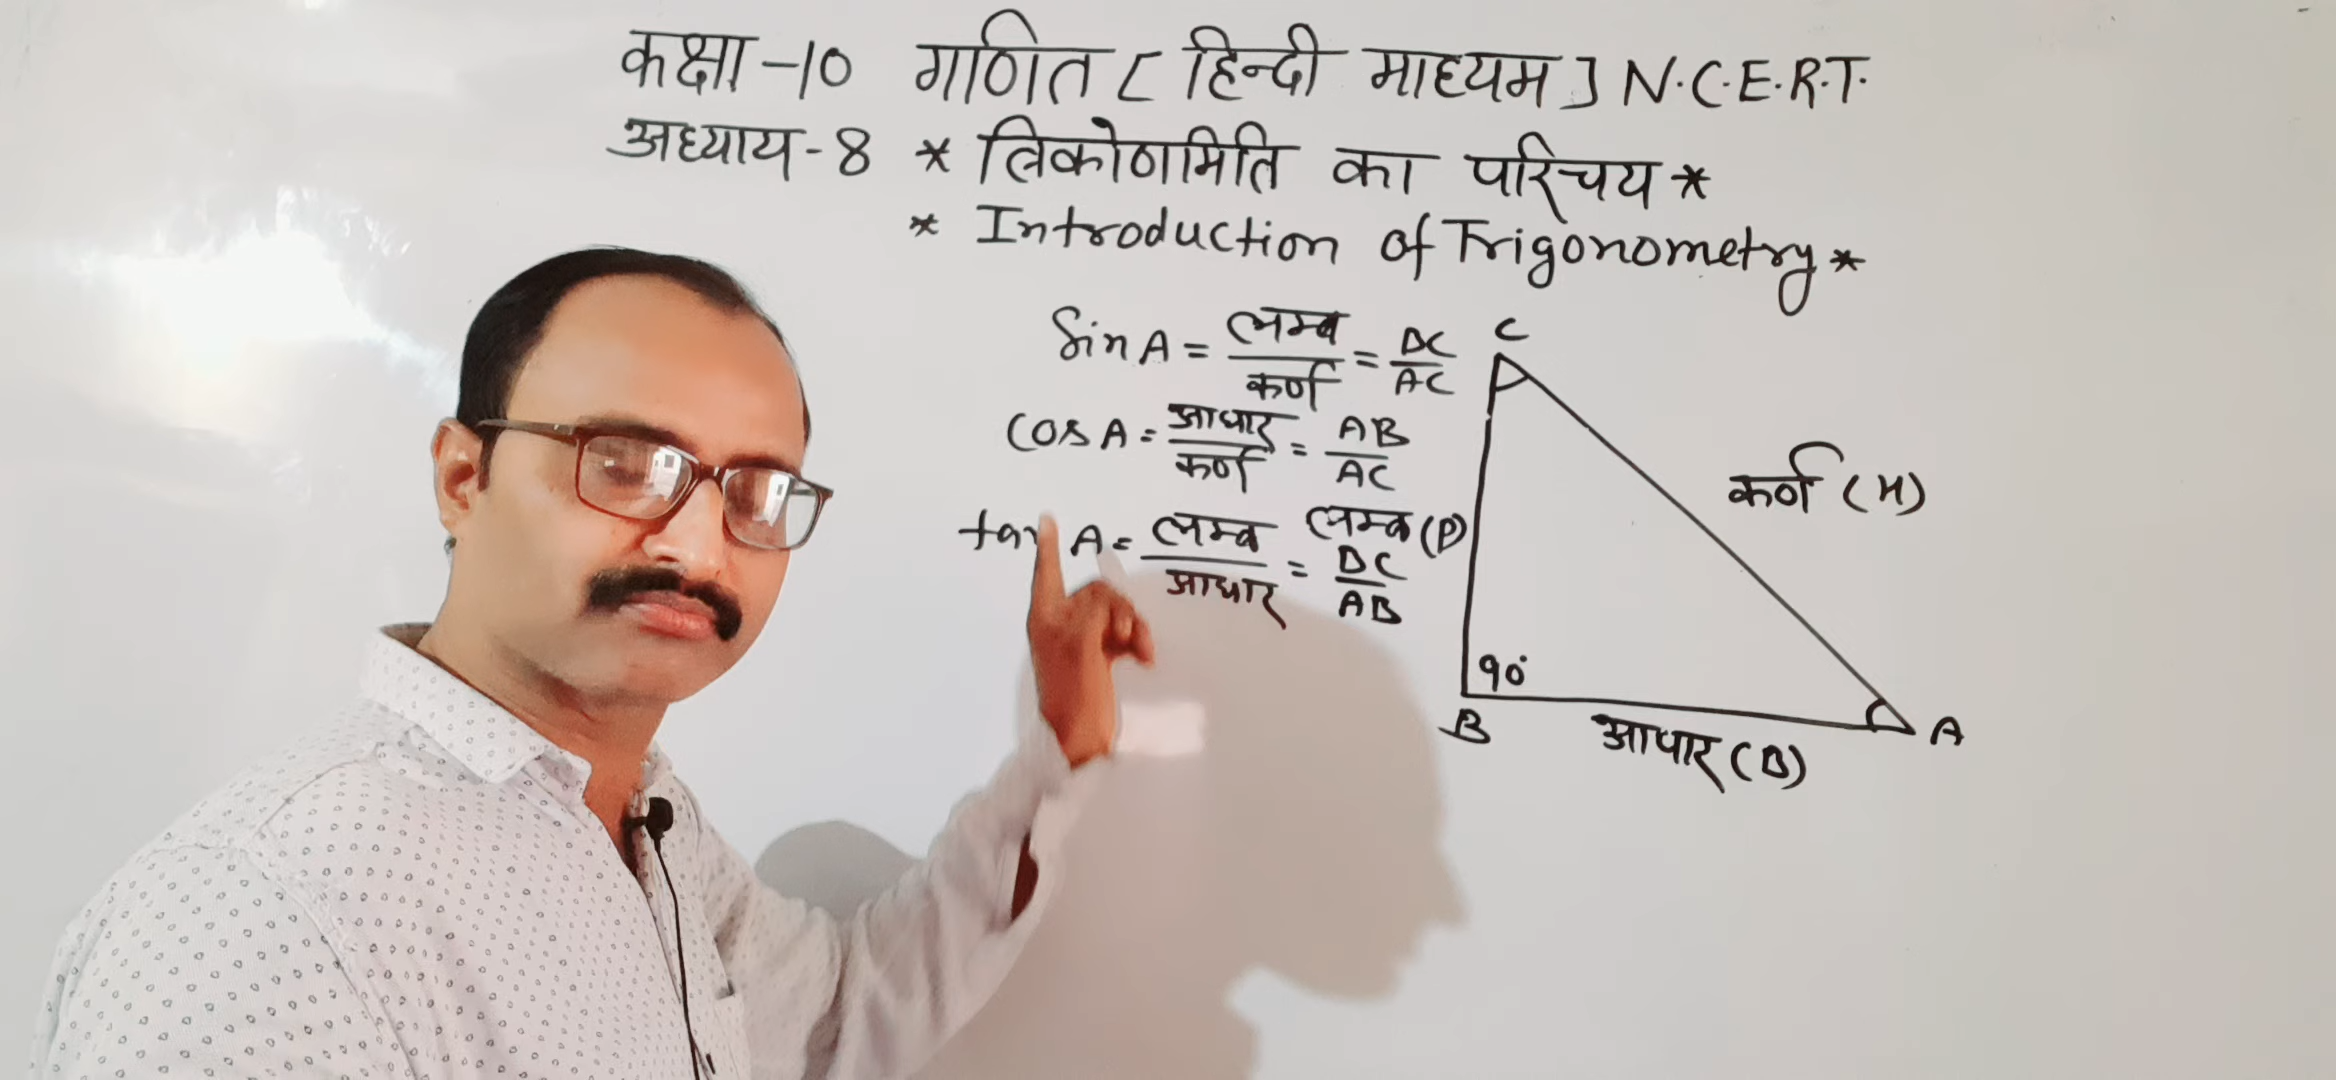 कक्षा -10 गणित [ हिन्दी माध्यम ] N.C.E.R.T.
अध्याय-8 * त्रिकोणमिति का परिचय *
* Introduction of Trigonometry *
Sin A = लम्ब/कर्ण = BC/AC
Cos A = आधार/कर्ण = AB/AC
tan A = लम्ब/आधार = BC/AB
C
कर्ण (H)
लम्ब (P)
90°
B
आधार (B)
A